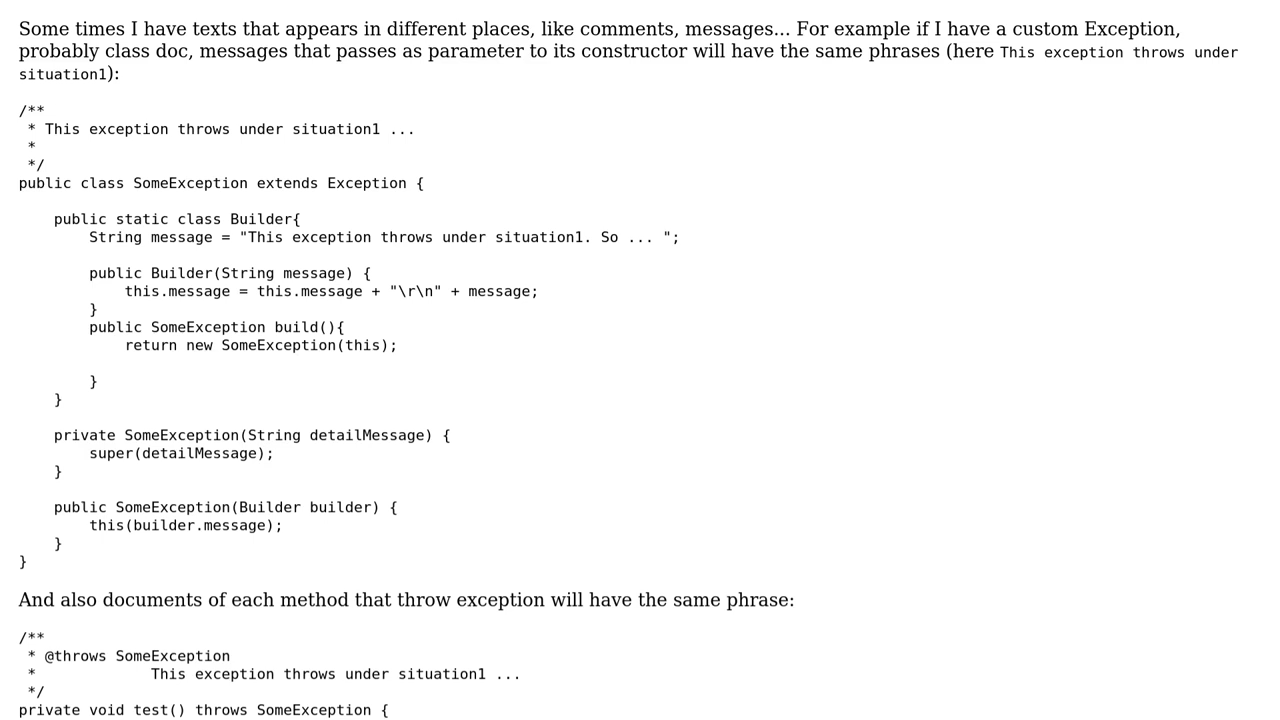 Some times I have texts that appears in different places, like comments, messages... For example if I have a custom Exception,
probably class doc, messages that passes as parameter to its constructor will have the same phrases (here This exception throws under
situation1):
/**
 * This exception throws under situation1 ...
 *
 */
public class SomeException extends Exception {
    public static class Builder{
        String message = "This exception throws under situation1. So ... ";
        public Builder(String message) {
            this.message = this.message + "\r\n" + message;
        }
        public SomeException build(){
            return new SomeException(this);
        }
    }
    private SomeException(String detailMessage) {
        super(detailMessage);
    }
    public SomeException(Builder builder) {
        this(builder.message);
    }
}
And also documents of each method that throw exception will have the same phrase:
/**
 * @throws SomeException
 *             This exception throws under situation1 ...
 */
private void test() throws SomeException {